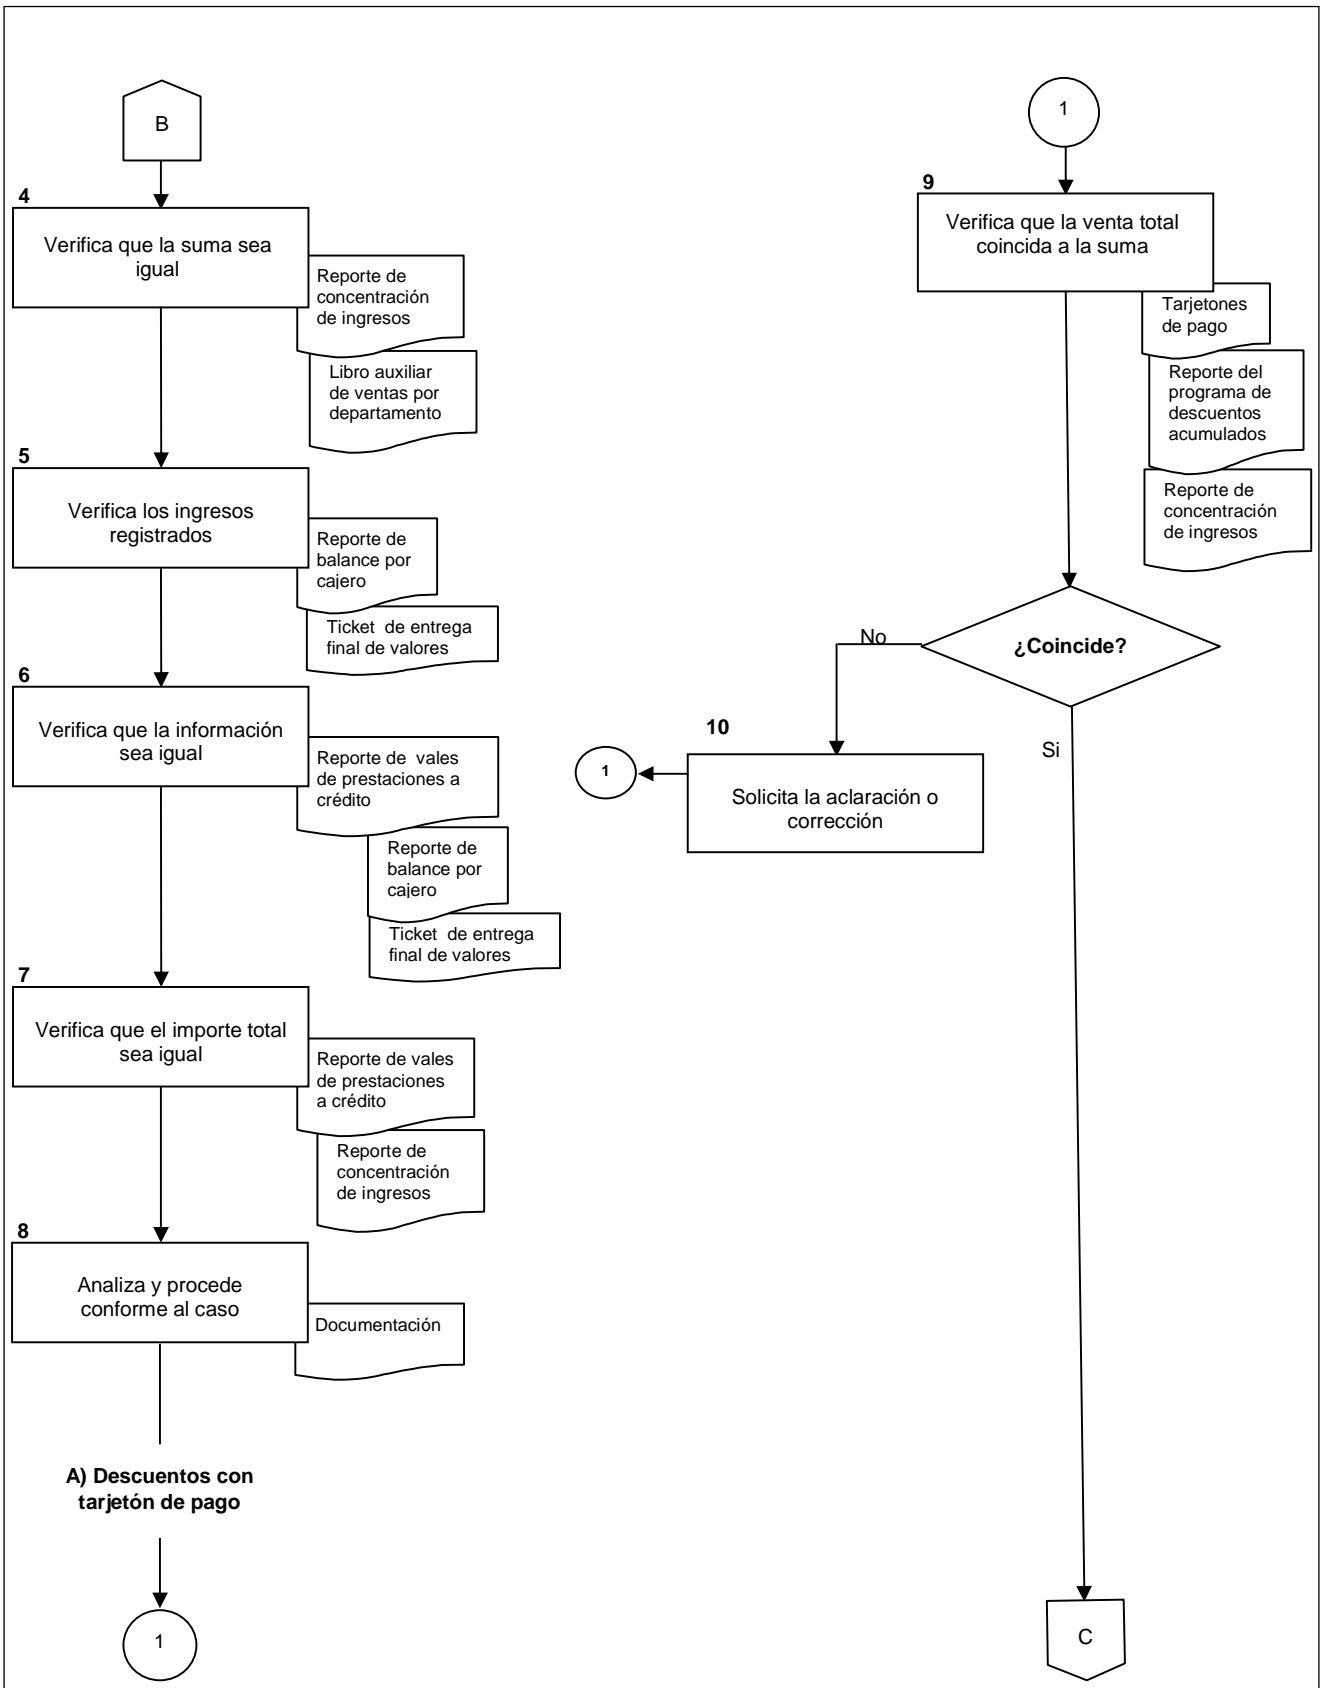 B
4
Verifica que la suma sea
igual
Reporte de
concentración
de ingresos
Libro auxiliar
de ventas por
departamento
5
Verifica los ingresos
registrados
Reporte de
balance por
cajero
Ticket de entrega
final de valores
6
Verifica que la información
sea igual
Reporte de vales
de prestaciones a
crédito
Reporte de
balance por
cajero
Ticket de entrega
final de valores
7
Verifica que el importe total
sea igual
Reporte de vales
de prestaciones
a crédito
Reporte de
concentración
de ingresos
8
Analiza y procede
conforme al caso
Documentación
A) Descuentos con
tarjetón de pago
1
1
9
Verifica que la venta total
coincida a la suma
Tarjetones
de pago
Reporte del
programa de
descuentos
acumulados
Reporte de
concentración
de ingresos
¿Coincide?
No
10
Solicita la aclaración o
corrección
1
Si
C